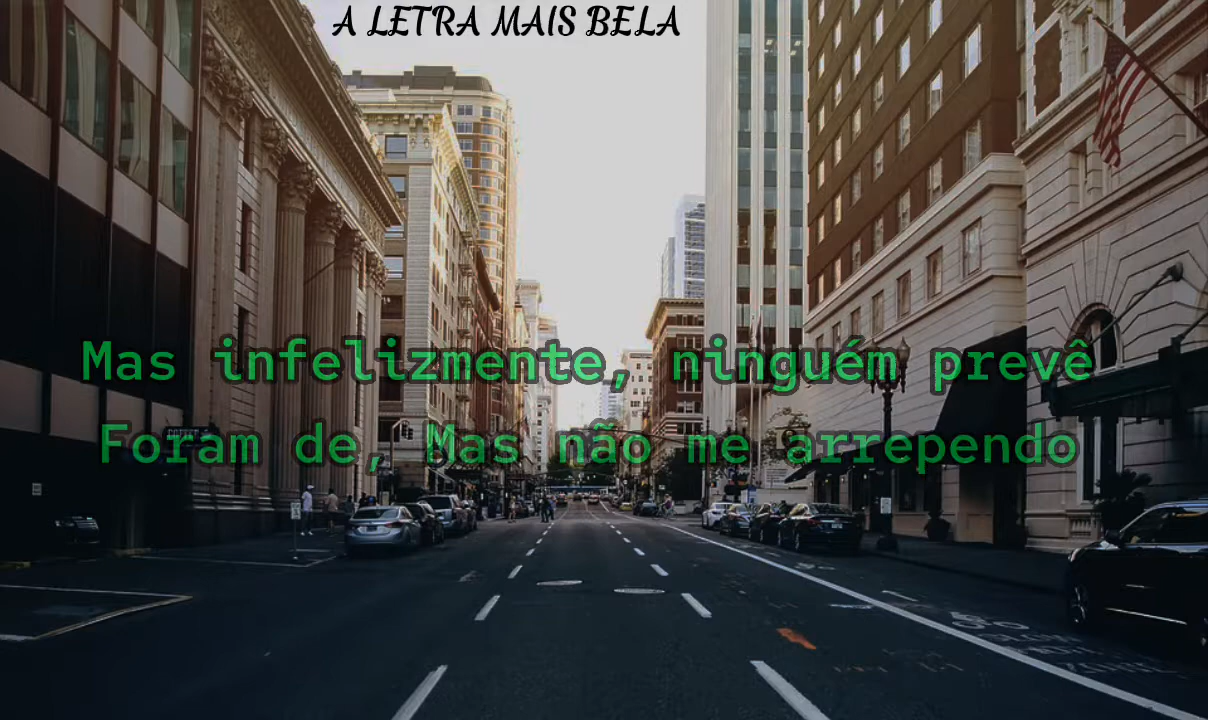 A LETRA MAIS BELA
Mas infelizmente, ninguém prevê
Foram de, Mas não me arrependo